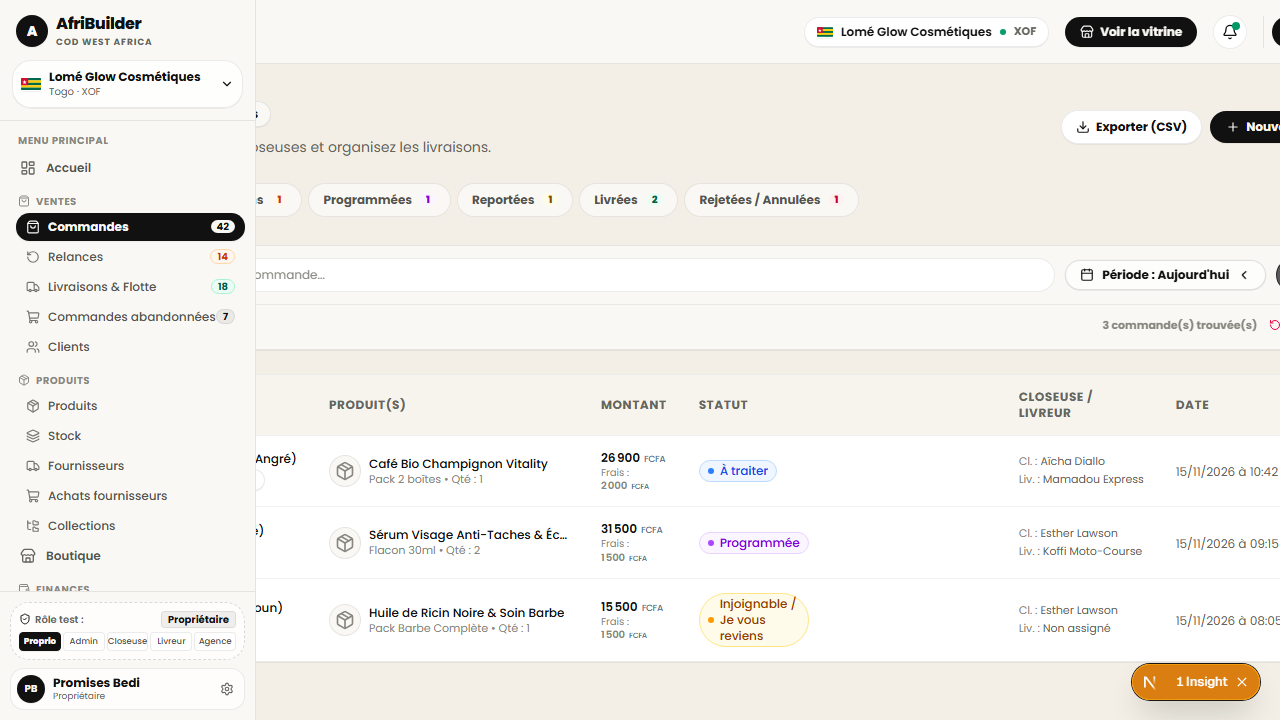 A
AfriBuilder
COD WEST AFRICA
Lomé Glow Cosmétiques
Togo · XOF
MENU PRINCIPAL
Accueil
VENTES
Commandes 42
Relances 14
Livraisons & Flotte 18
Commandes abandonnées 7
Clients
PRODUITS
Produits
Stock
Fournisseurs
Achats fournisseurs
Collections
Boutique
FINANCES
Rôle test : Propriétaire
Proprio Admin Closeuse Livreur Agence
PB
Promises Bedi
Propriétaire
Lomé Glow Cosmétiques XOF
Voir la vitrine
s
oseuses et organisez les livraisons.
Exporter (CSV)
+ Nouve
s 1
Programmées 1
Reportées 1
Livrées 2
Rejetées / Annulées 1
ommande...
Période : Aujourd'hui
3 commande(s) trouvée(s)
PRODUIT(S) MONTANT STATUT CLOSEUSE / LIVREUR DATE
Angré)
Café Bio Champignon Vitality
Pack 2 boîtes • Qté : 1
26 900 FCFA
Frais :
2 000 FCFA
À traiter
Cl. : Aïcha Diallo
Liv. : Mamadou Express
15/11/2026 à 10:42
é)
Sérum Visage Anti-Taches & Éc...
Flacon 30ml • Qté : 2
31 500 FCFA
Frais :
1 500 FCFA
Programmée
Cl. : Esther Lawson
Liv. : Koffi Moto-Course
15/11/2026 à 09:15
oun)
Huile de Ricin Noire & Soin Barbe
Pack Barbe Complète • Qté : 1
15 500 FCFA
Frais :
1 500 FCFA
Injoignable /
Je vous
reviens
Cl. : Esther Lawson
Liv. : Non assigné
15/11/2026 à 08:05
N 1 Insight